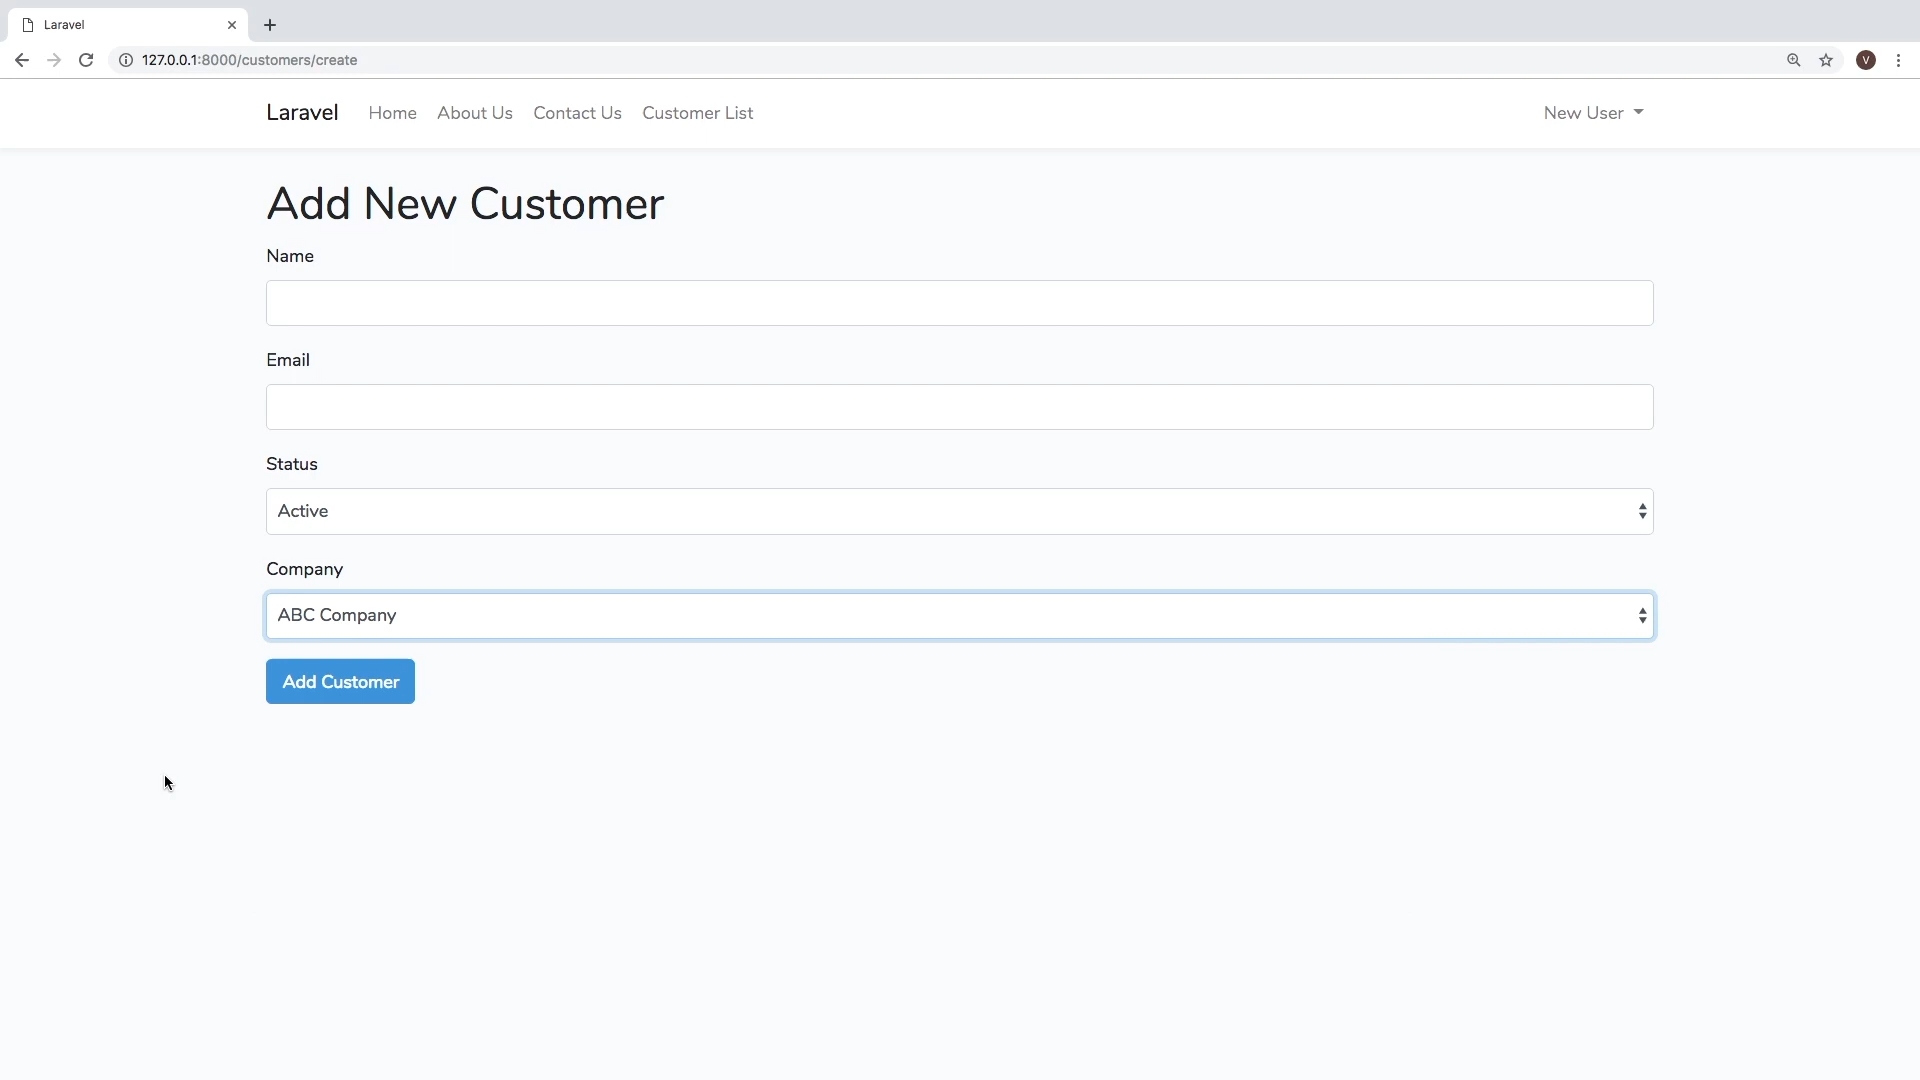 Laravel
127.0.0.1:8000/customers/create
V
Laravel Home About Us Contact Us Customer List New User
Add New Customer
Name
Email
Status
Active
Company
ABC Company
Add Customer